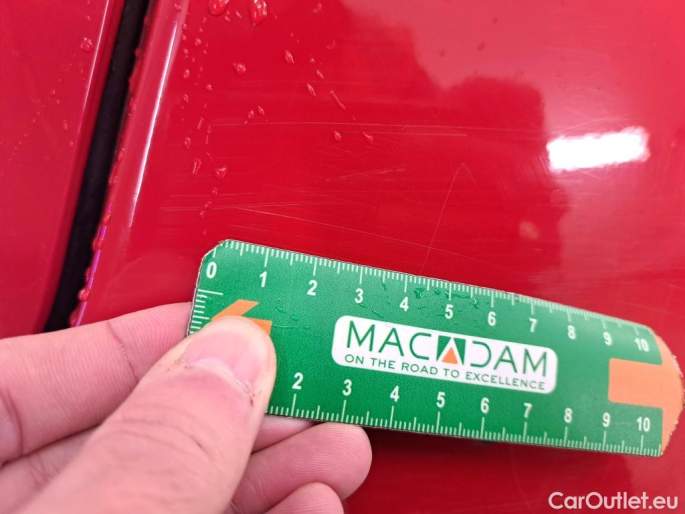 0 1 2 3 4 5 6 7 8 9 10
MACADAM
ON THE ROAD TO EXCELLENCE
2 3 4 5 6 7 8 9 10
CarOutlet.eu